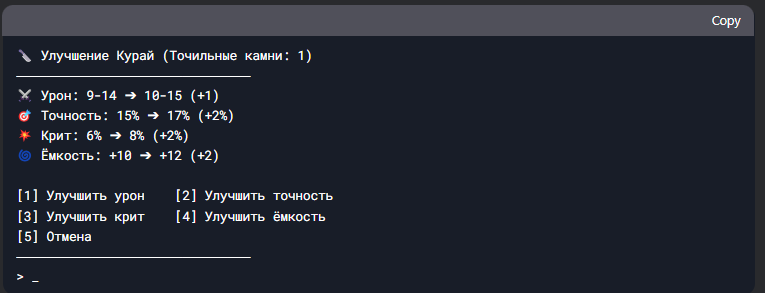 Copy
🔪 Улучшение Курай (Точильные камни: 1)
⚔️ Урон: 9-14 ➔ 10-15 (+1)
🎯 Точность: 15% ➔ 17% (+2%)
💥 Крит: 6% ➔ 8% (+2%)
🌀 Ёмкость: +10 ➔ +12 (+2)
[1] Улучшить урон [2] Улучшить точность
[3] Улучшить крит [4] Улучшить ёмкость
[5] Отмена
> _